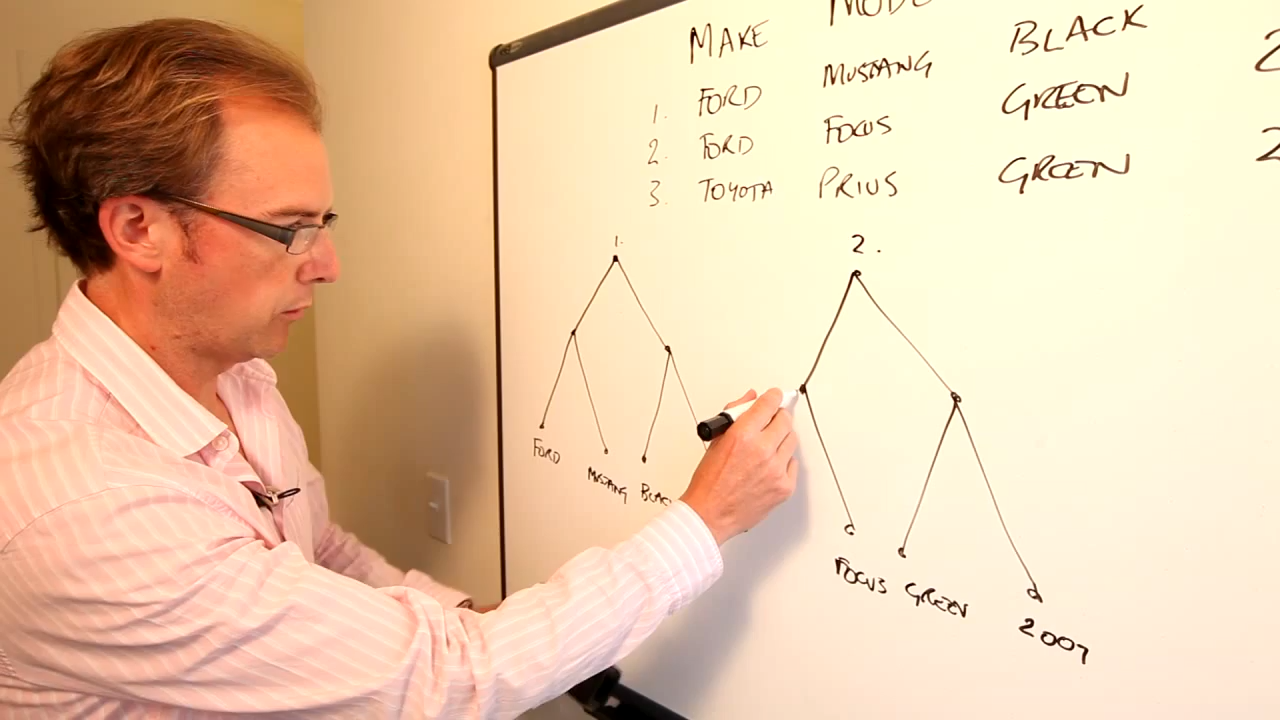 MAKE BLACK
1. FORD MUSTANG GREEN
2. FORD FOCUS GREEN
3. TOYOTA PRIUS
1. 2.
FORD MUSTANG
FOCUS GREEN 2007